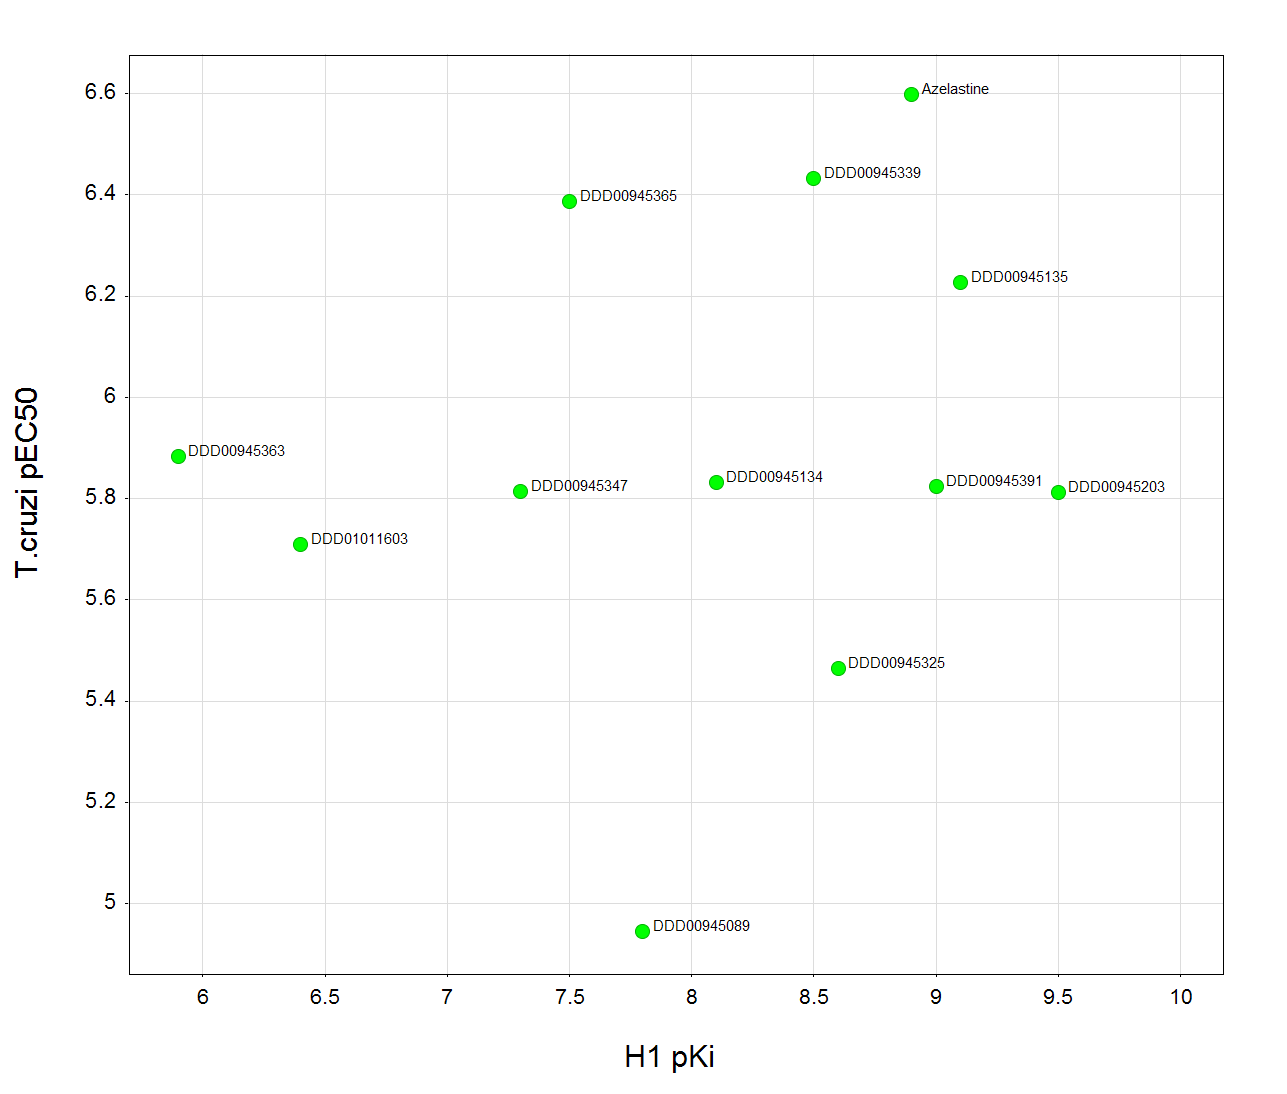 6.6
Azelastine
DDD00945339
6.4
DDD00945365
6.2
DDD00945135
6
T.cruzi pEC50
DDD00945363
DDD00945347
DDD00945134
DDD00945391
DDD00945203
5.8
DDD01011603
5.6
DDD00945325
5.4
5.2
5
DDD00945089
6 6.5 7 7.5 8 8.5 9 9.5 10
H1 pKi